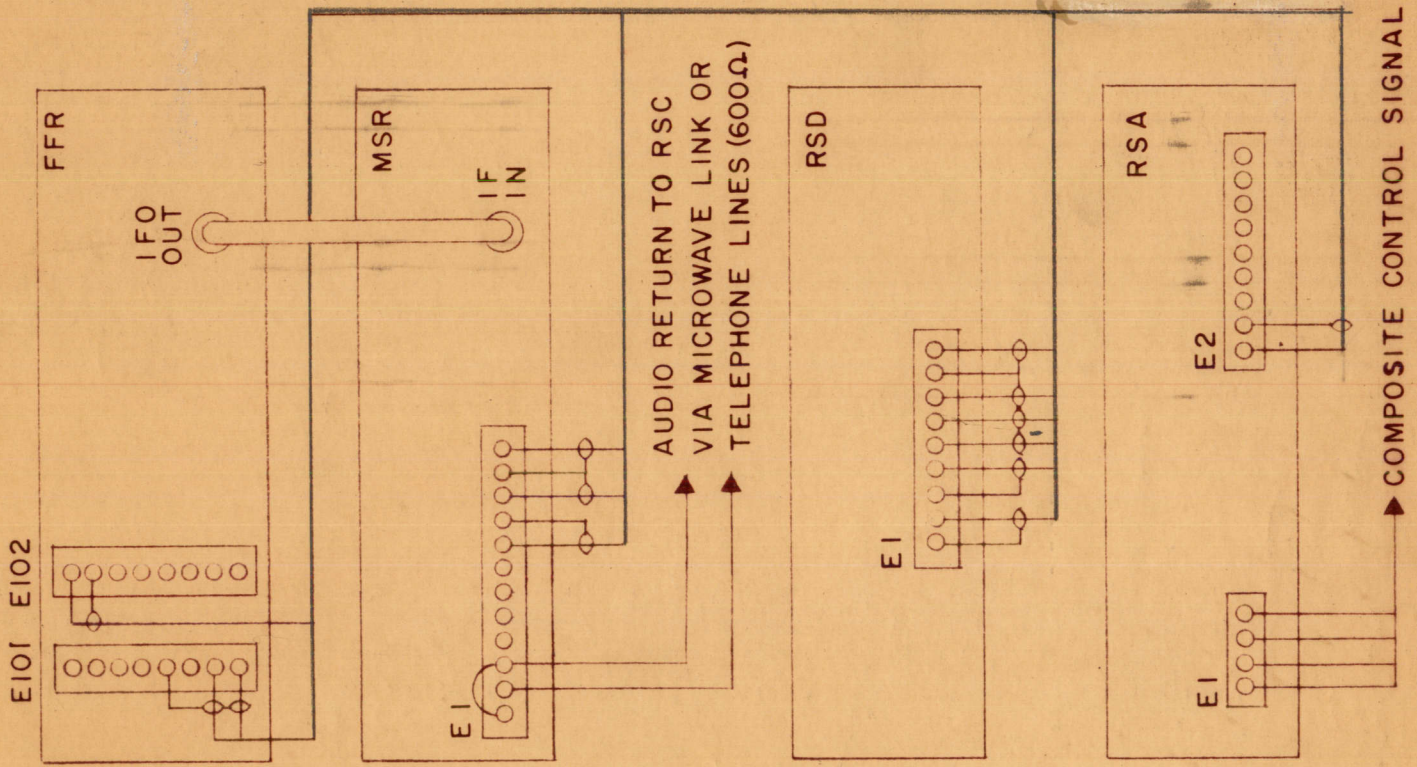 FFR
IFO
OUT
E101 E102
MSR
IF
IN
E1
AUDIO RETURN TO RSC
VIA MICROWAVE LINK OR
TELEPHONE LINES (600Ω)
RSD
E1
RSA
E2
E1
COMPOSITE CONTROL SIGNAL